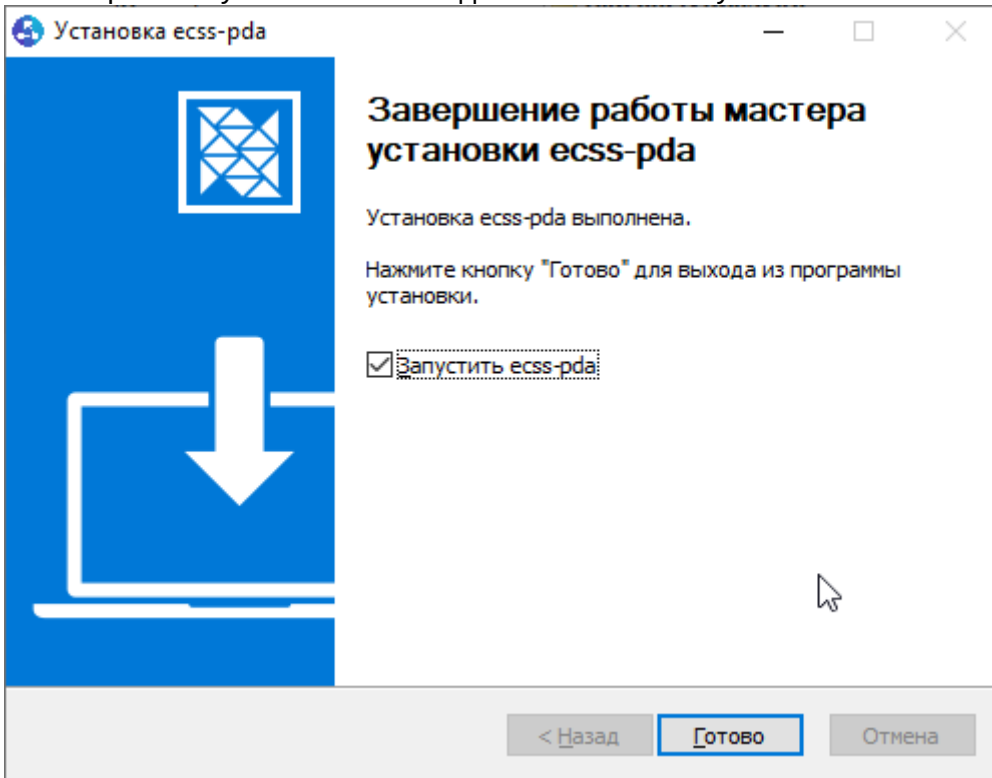 Установка ecss-pda
Завершение работы мастера
установки ecss-pda
Установка ecss-pda выполнена.
Нажмите кнопку "Готово" для выхода из программы
установки.
Запустить ecss-pda
< Назад
Готово
Отмена